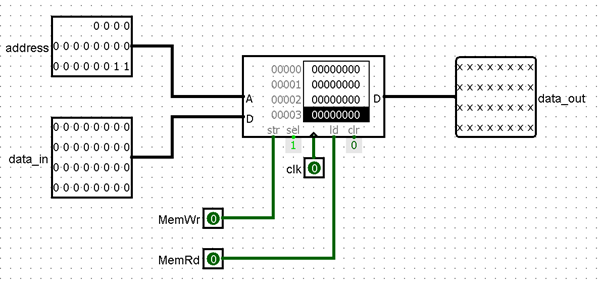 address
0 0 0 0
0 0 0 0 0 0 0 0
0 0 0 0 0 0 1 1
data_in
0 0 0 0 0 0 0 0
0 0 0 0 0 0 0 0
0 0 0 0 0 0 0 0
0 0 0 0 0 0 0 0
A
D
00000 00000000
00001 00000000
00002 00000000
00003 00000000
D
str sel ld clr
1 0
clk 0
MemWr 0
MemRd 0
x x x x x x x x
x x x x x x x x
x x x x x x x x
x x x x x x x x
data_out